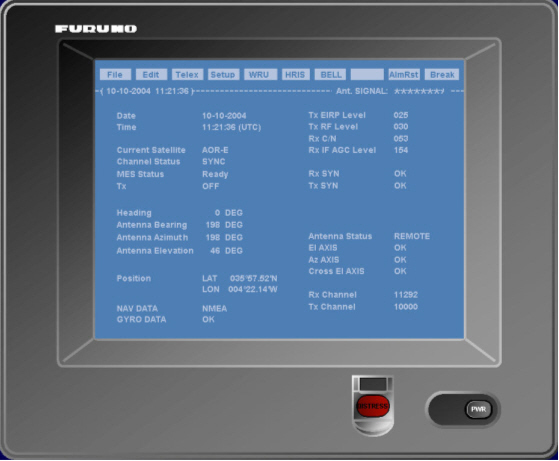 FURUNO
File Edit Telex Setup WRU HRIS BELL AlmRst Break
( 10-10-2004 11:21:36 ) Ant. SIGNAL:
Date 10-10-2004
Time 11:21:36 (UTC)
Current Satellite AOR-E
Channel Status SYNC
MES Status Ready
Tx OFF
Heading 0 DEG
Antenna Bearing 198 DEG
Antenna Azimuth 198 DEG
Antenna Elevation 46 DEG
Position LAT 035°57.52'N
LON 004°22.14'W
NAV DATA NMEA
GYRO DATA OK
Tx EIRP Level 025
Tx RF Level 030
Rx C/N 053
Rx IF AGC Level 154
Rx SYN OK
Tx SYN OK
Antenna Status REMOTE
El AXIS OK
Az AXIS OK
Cross El AXIS OK
Rx Channel 11292
Tx Channel 10000
DISTRESS
PWR